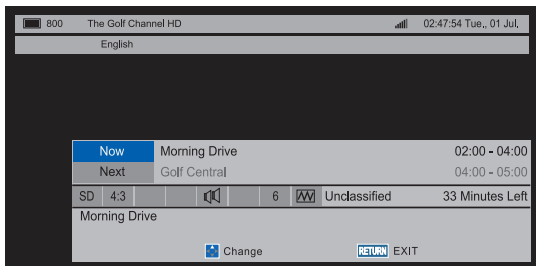 800 The Golf Channel HD 02:47:54 Tue., 01 Jul,
English
Now Morning Drive 02:00 - 04:00
Next Golf Central 04:00 - 05:00
SD 4:3 6 Unclassified 33 Minutes Left
Morning Drive
Change RETURN EXIT